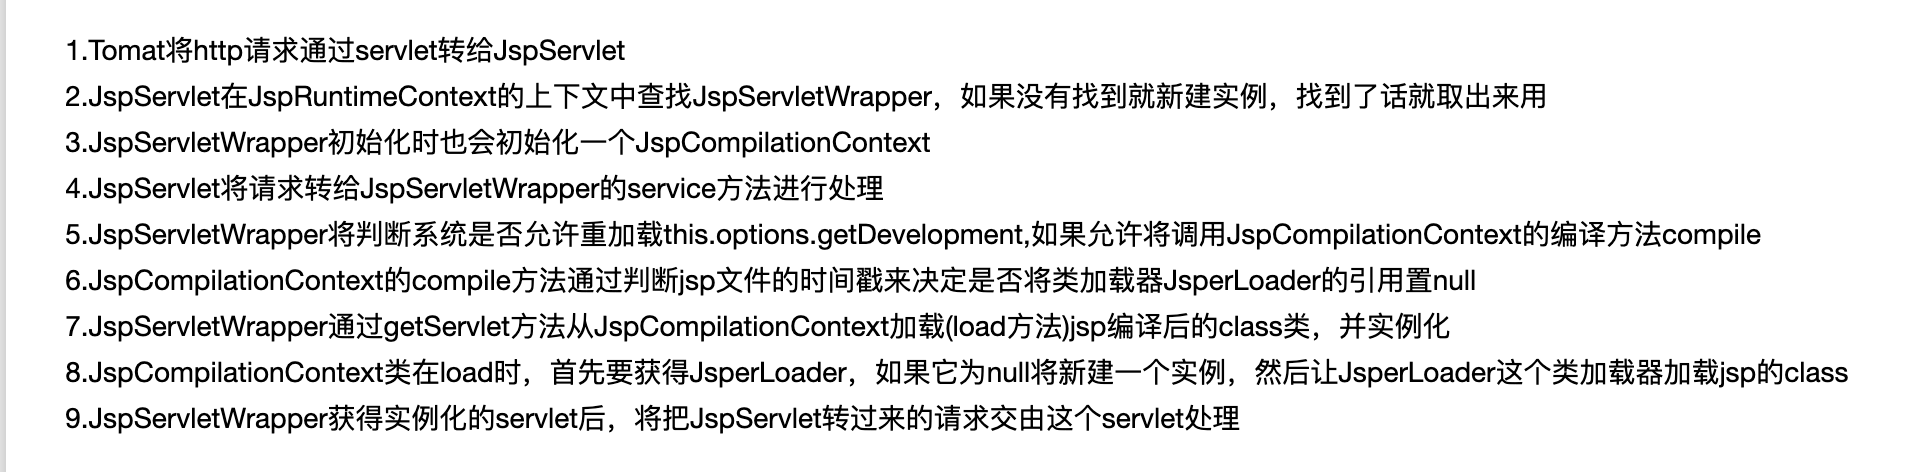 1.Tomat将http请求通过servlet转给JspServlet
2.JspServlet在JspRuntimeContext的上下文中查找JspServletWrapper，如果没有找到就新建实例，找到了话就取出来用
3.JspServletWrapper初始化时也会初始化一个JspCompilationContext
4.JspServlet将请求转给JspServletWrapper的service方法进行处理
5.JspServletWrapper将判断系统是否允许重加载this.options.getDevelopment,如果允许将调用JspCompilationContext的编译方法compile
6.JspCompilationContext的compile方法通过判断jsp文件的时间戳来决定是否将类加载器JsperLoader的引用置null
7.JspServletWrapper通过getServlet方法从JspCompilationContext加载(load方法)jsp编译后的class类，并实例化
8.JspCompilationContext类在load时，首先要获得JsperLoader，如果它为null将新建一个实例，然后让JsperLoader这个类加载器加载jsp的class
9.JspServletWrapper获得实例化的servlet后，将把JspServlet转过来的请求交由这个servlet处理